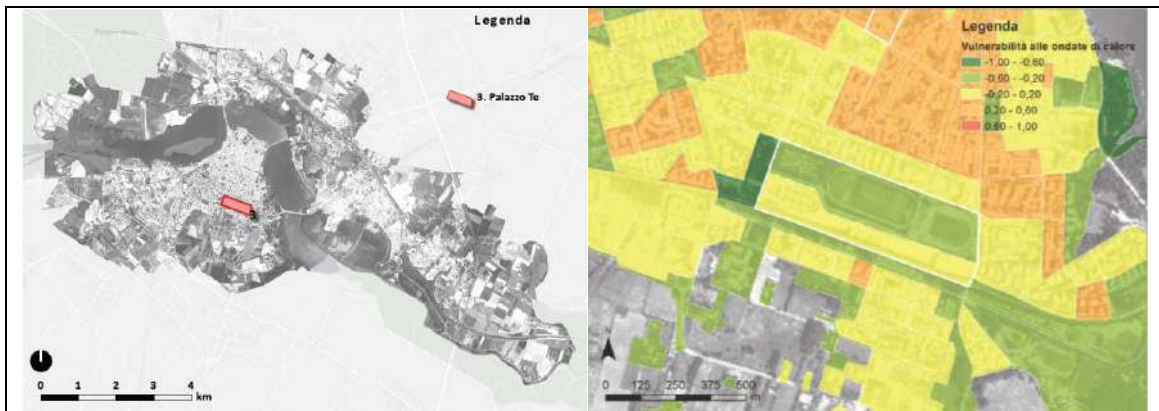 Legenda
3. Palazzo Te
3
0 1 2 3 4
km
Legenda
Vulnerabilità alle ondate di calore
-1,00 - -0,60
-0,60 - -0,20
-0,20 - 0,20
0,20 - 0,60
0,60 - 1,00
0 125 250 375 500
m